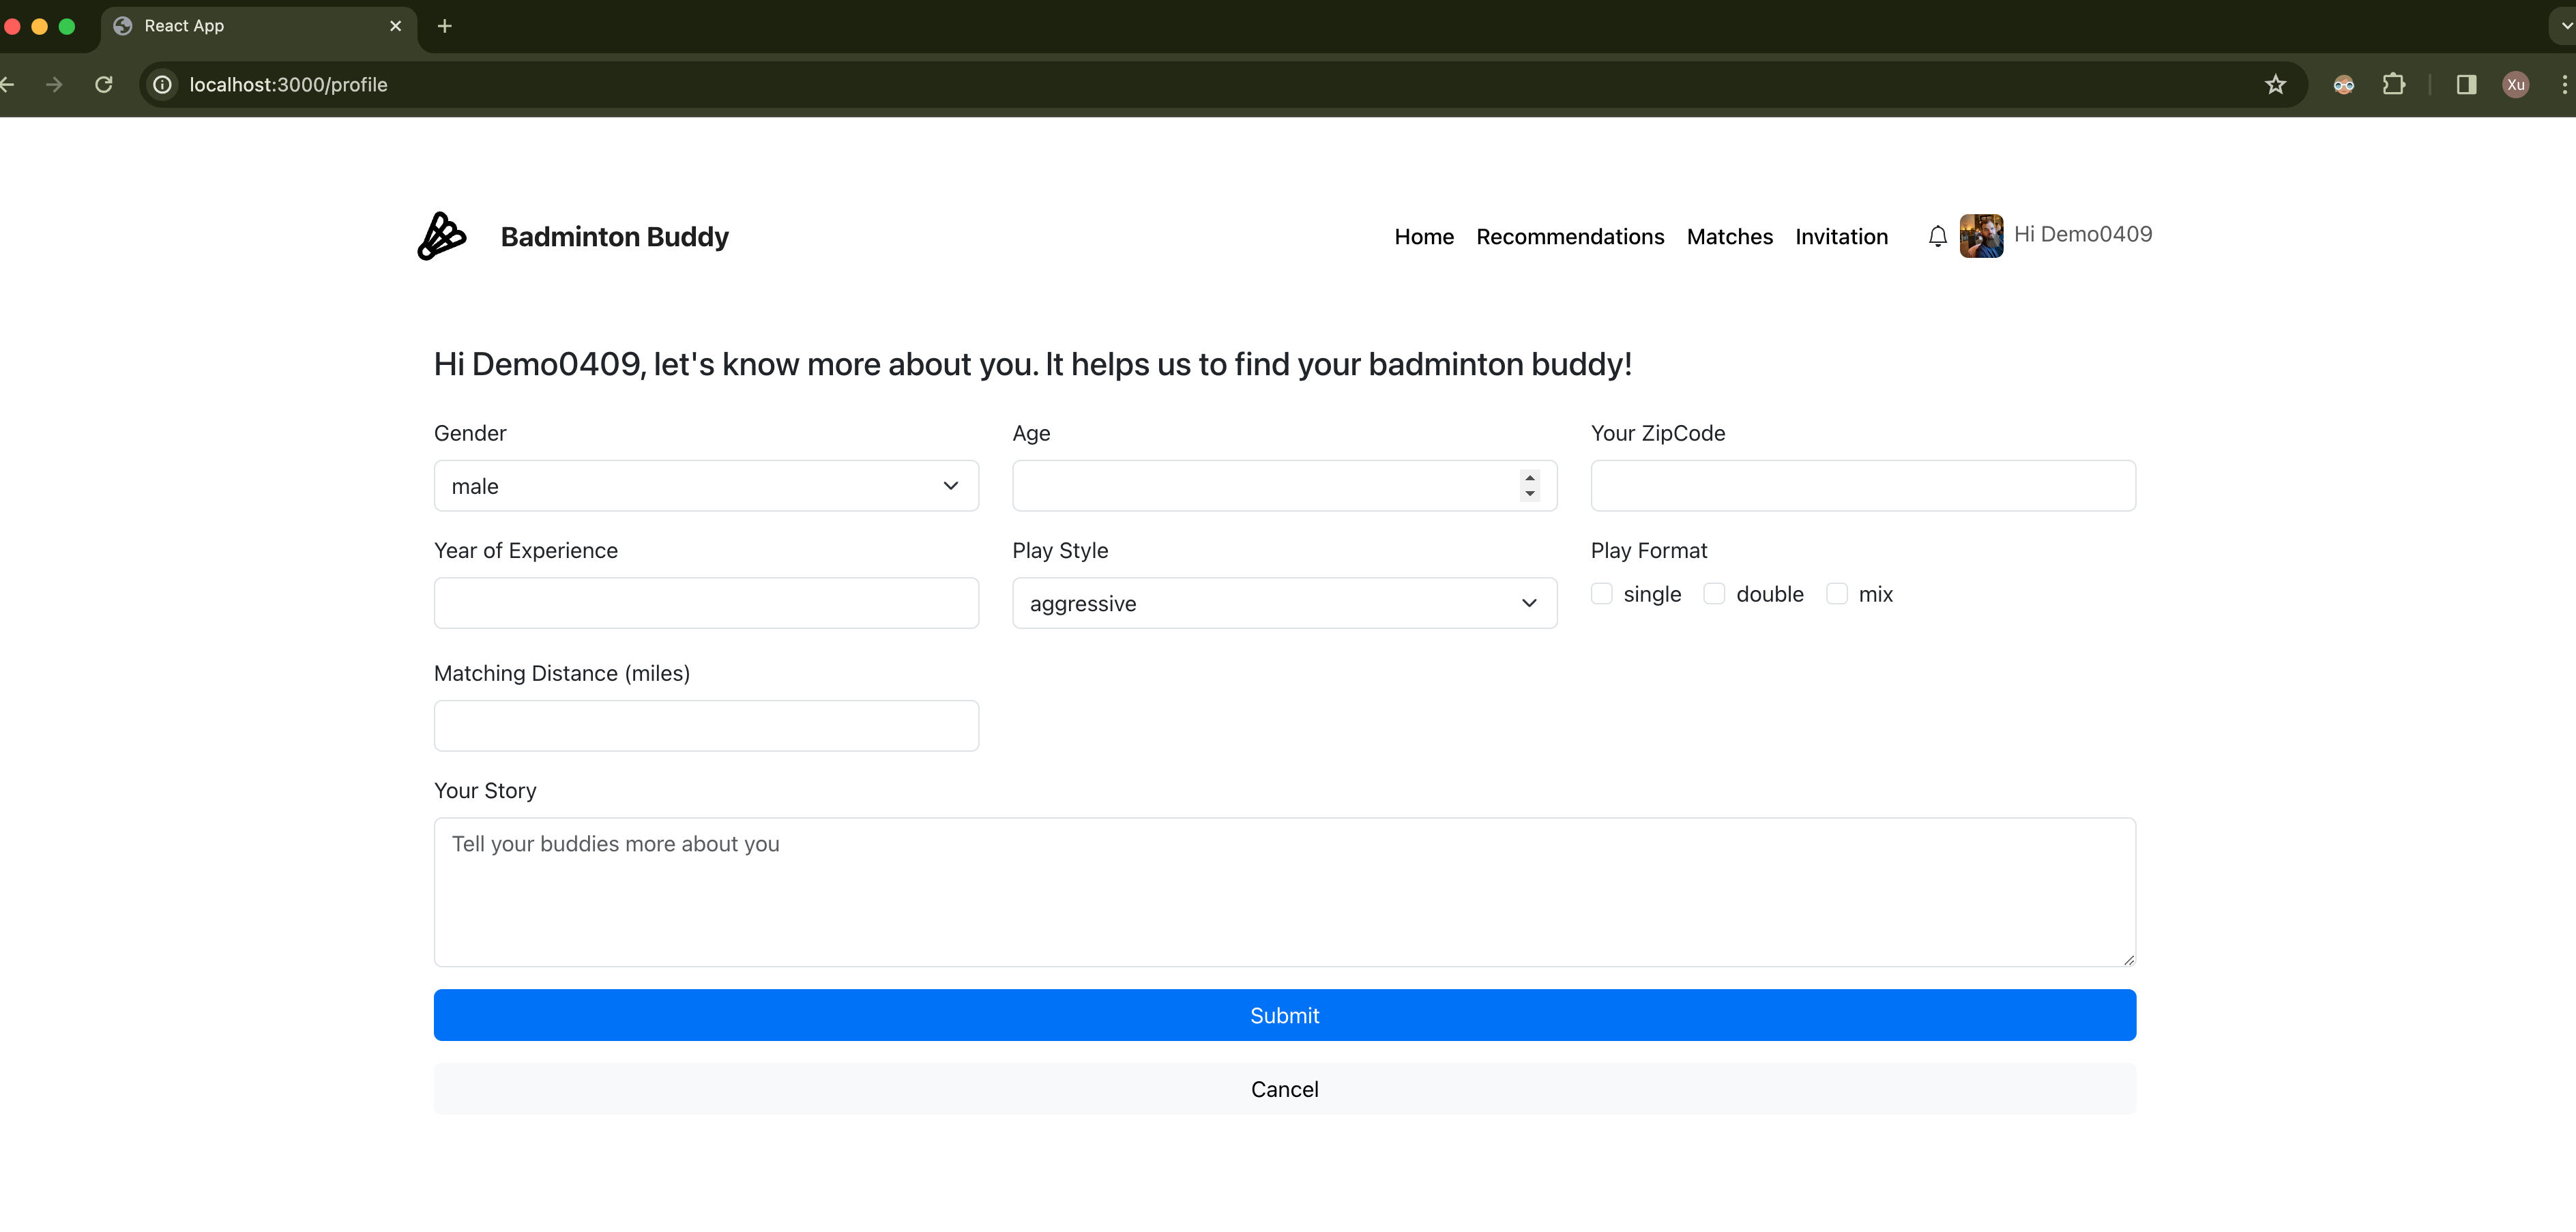 React App
localhost:3000/profile
Xu
Badminton Buddy
Home Recommendations Matches Invitation Hi Demo0409
Hi Demo0409, let's know more about you. It helps us to find your badminton buddy!
Gender Age Your ZipCode
male
Year of Experience Play Style Play Format
aggressive single double mix
Matching Distance (miles)
Your Story
Tell your buddies more about you
Submit
Cancel